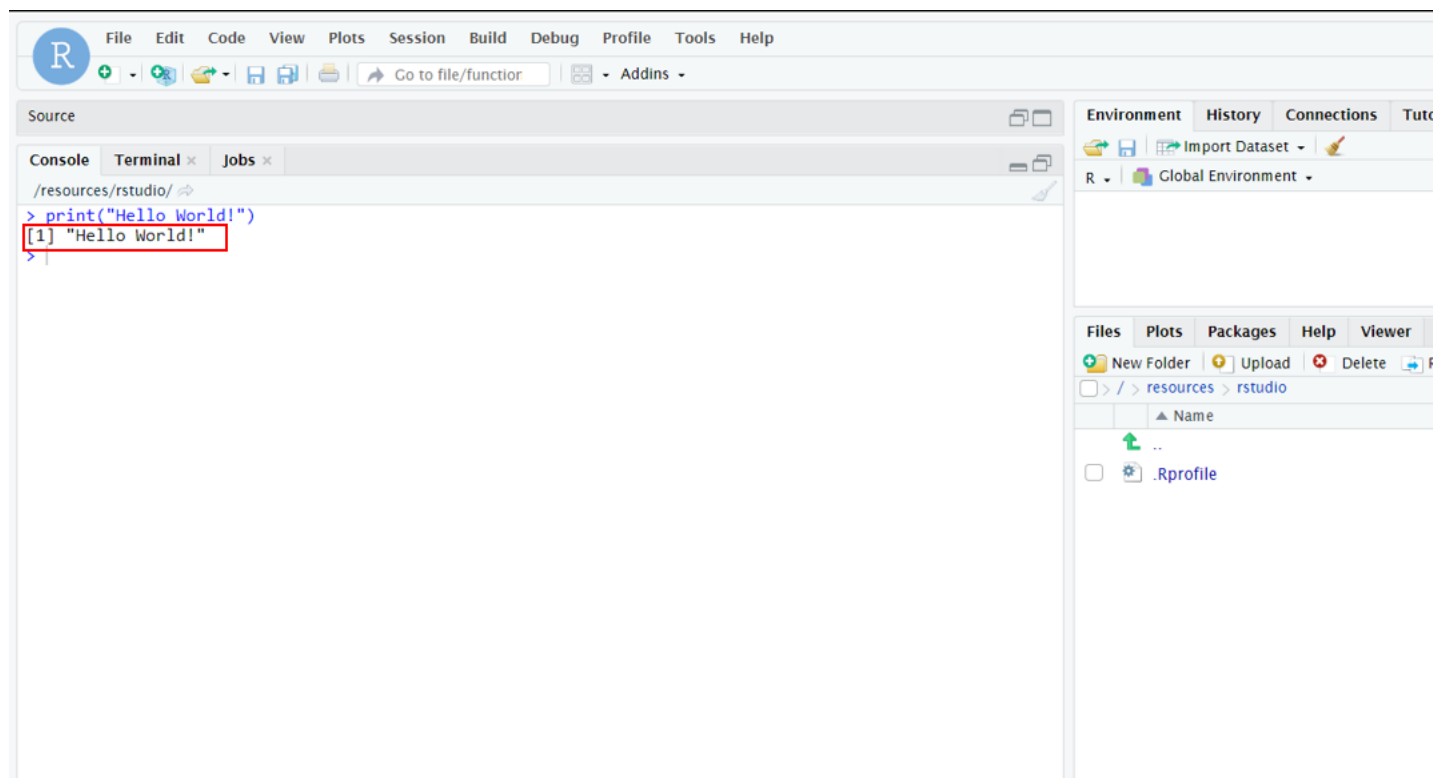 R
File Edit Code View Plots Session Build Debug Profile Tools Help
R Go to file/function Addins
Source
Console Terminal × Jobs ×
/resources/rstudio/
> print("Hello World!")
[1] "Hello World!"
>
Environment History Connections
Import Dataset
R Global Environment
Files Plots Packages Help Viewer
New Folder Upload Delete
> / > resources > rstudio
Name
..
.Rprofile